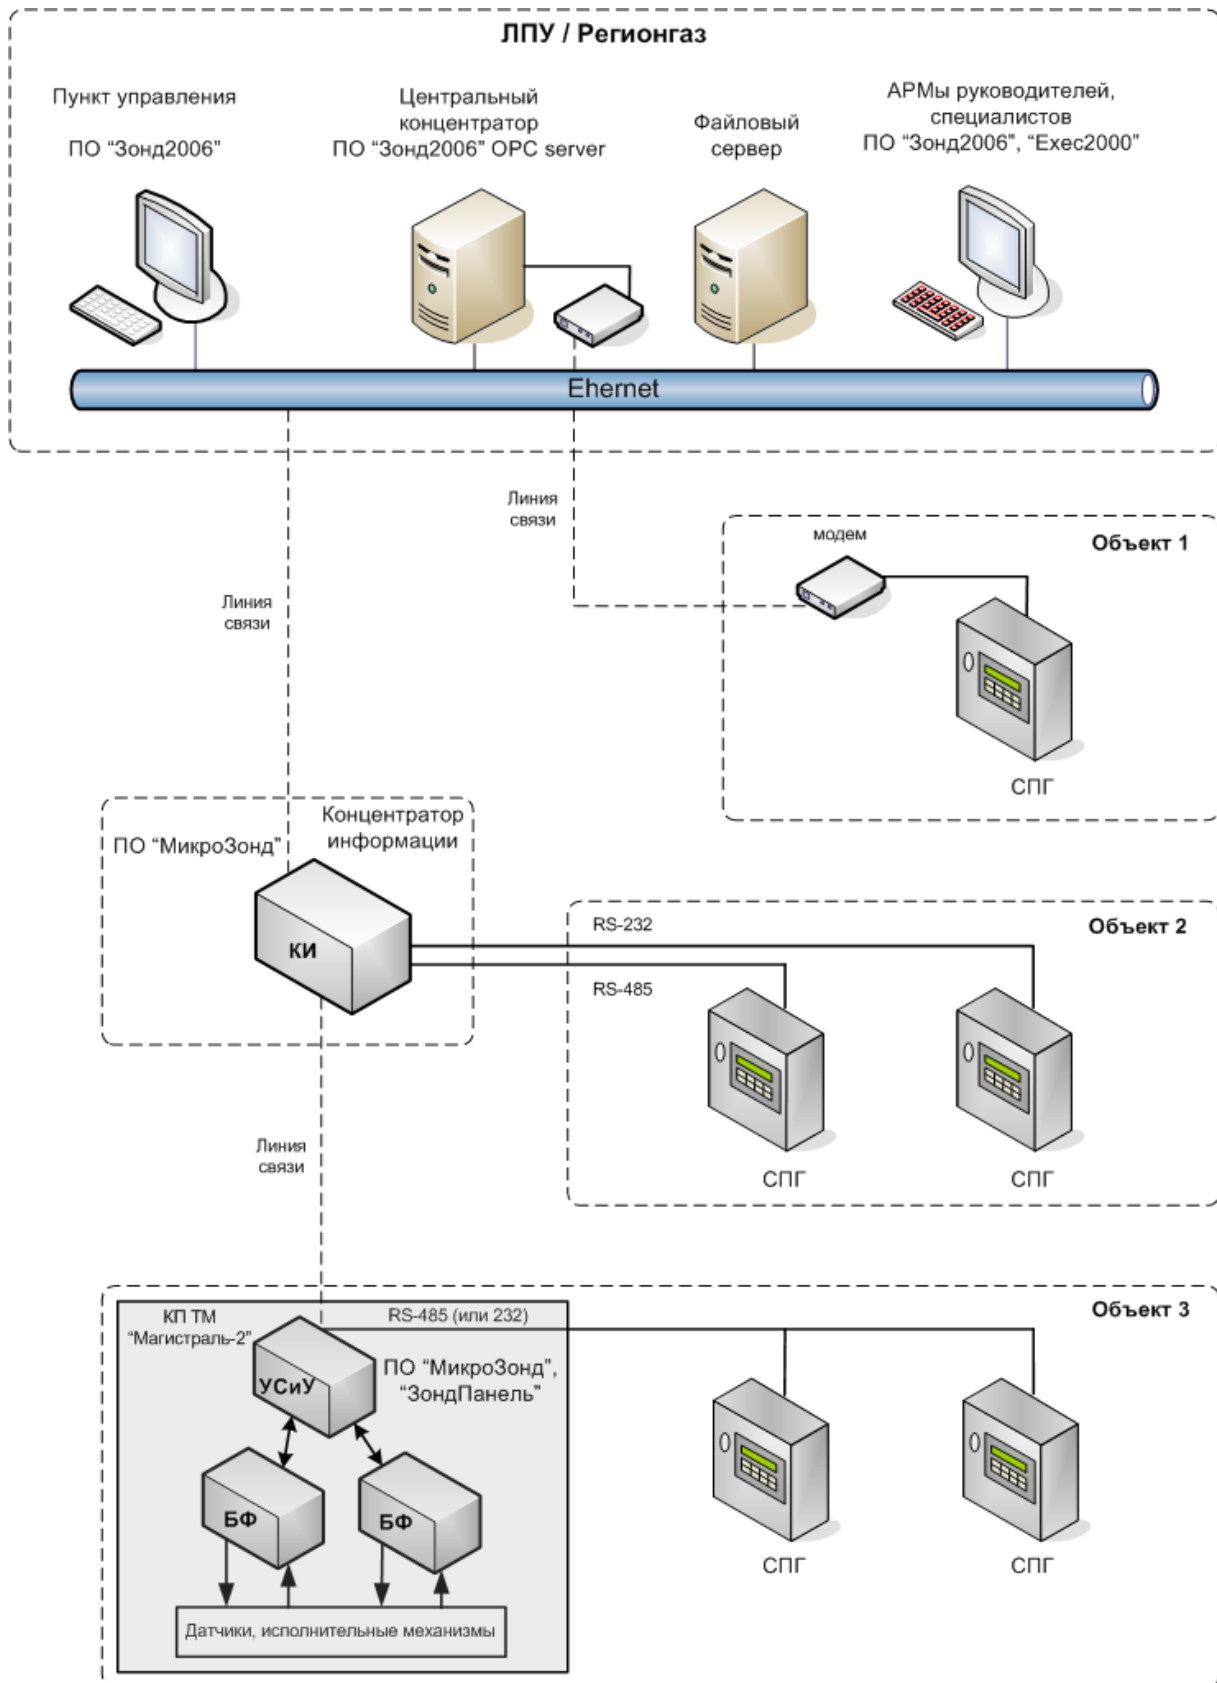 ЛПУ / Регионгаз
Пункт управления
ПО “Зонд2006”
Центральный
концентратор
ПО “Зонд2006” OPC server
Файловый
сервер
АРМы руководителей,
специалистов
ПО “Зонд2006”, “Exec2000”
Ehernet
Линия
связи
Линия
связи
модем
Объект 1
СПГ
ПО “МикроЗонд”
Концентратор
информации
КИ
RS-232
RS-485
Объект 2
СПГ
СПГ
Линия
связи
КП ТМ
“Магистраль-2”
RS-485 (или 232)
Объект 3
УСиУ
ПО “МикроЗонд”,
“ЗондПанель”
БФ
БФ
СПГ
СПГ
Датчики, исполнительные механизмы